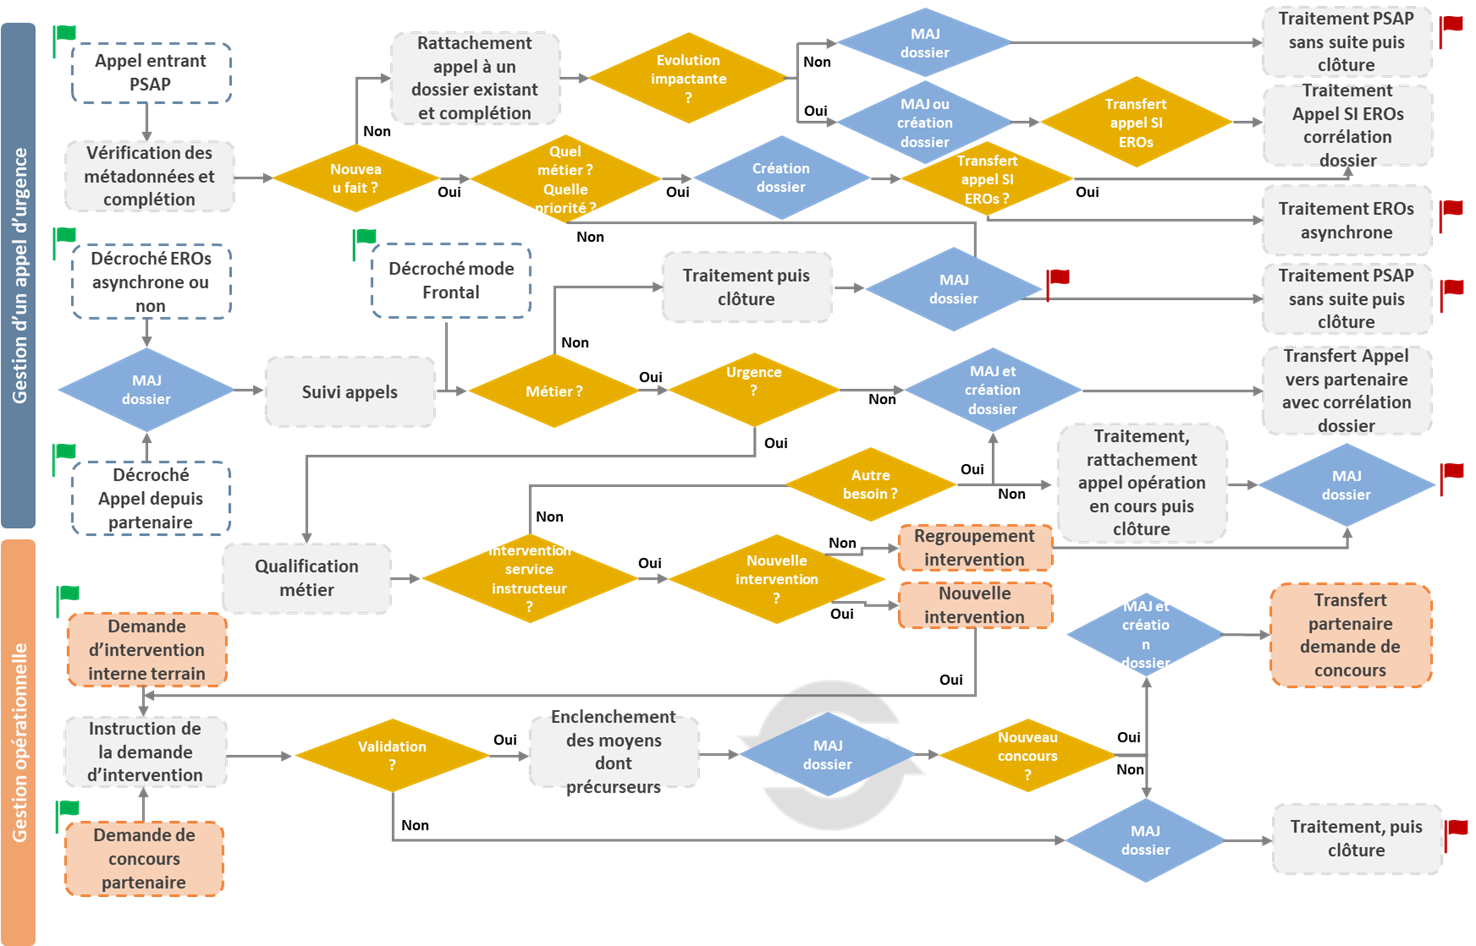 Gestion d'un appel d'urgence
Appel entrant
PSAP
Vérification des
métadonnées et
complétion
Nouvea
u fait ?
Non
Oui
Rattachement
appel à un
dossier existant
et complétion
Evolution
impactante
?
Non
Oui
MAJ
dossier
Traitement PSAP
sans suite puis
clôture
MAJ ou
création
dossier
Transfert
appel SI
EROs
Traitement
Appel SI EROs
corrélation
dossier
Quel
métier ?
Quelle
priorité ?
Oui
Non
Création
dossier
Transfert
appel SI
EROs ?
Oui
Traitement EROs
asynchrone
Décroché EROs
asynchrone ou
non
Décroché mode
Frontal
Traitement puis
clôture
MAJ
dossier
Traitement PSAP
sans suite puis
clôture
MAJ
dossier
Suivi appels
Métier ?
Non
Oui
Urgence
?
Non
Oui
MAJ et
création
dossier
Transfert Appel
vers partenaire
avec corrélation
dossier
Décroché
Appel depuis
partenaire
Autre
besoin ?
Oui
Non
Traitement,
rattachement
appel opération
en cours puis
clôture
MAJ
dossier
Gestion opérationnelle
Qualification
métier
Intervention
service
instructeur
?
Non
Oui
Nouvelle
intervention
?
Non
Oui
Regroupement
intervention
Nouvelle
intervention
Oui
Demande
d'intervention
interne terrain
Instruction de
la demande
d'intervention
Demande de
concours
partenaire
Validation
?
Oui
Non
Enclenchement
des moyens
dont
précurseurs
MAJ
dossier
Nouveau
concours
?
Oui
Non
MAJ et
créatio
n
dossier
Transfert
partenaire
demande de
concours
MAJ
dossier
Traitement, puis
clôture